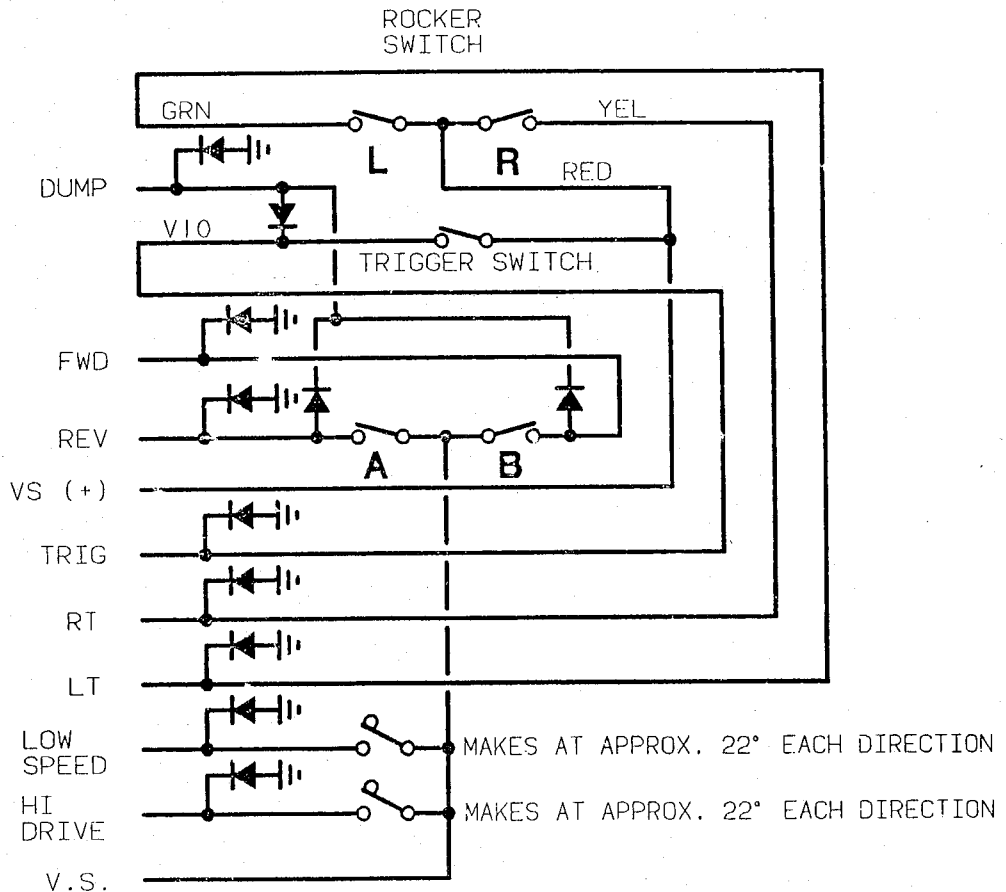 ROCKER
SWITCH
GRN
YEL
L
R
RED
DUMP
VIO
TRIGGER SWITCH
FWD
REV
A
B
VS (+)
TRIG
RT
LT
LOW
SPEED
MAKES AT APPROX. 22° EACH DIRECTION
HI
DRIVE
MAKES AT APPROX. 22° EACH DIRECTION
V.S.